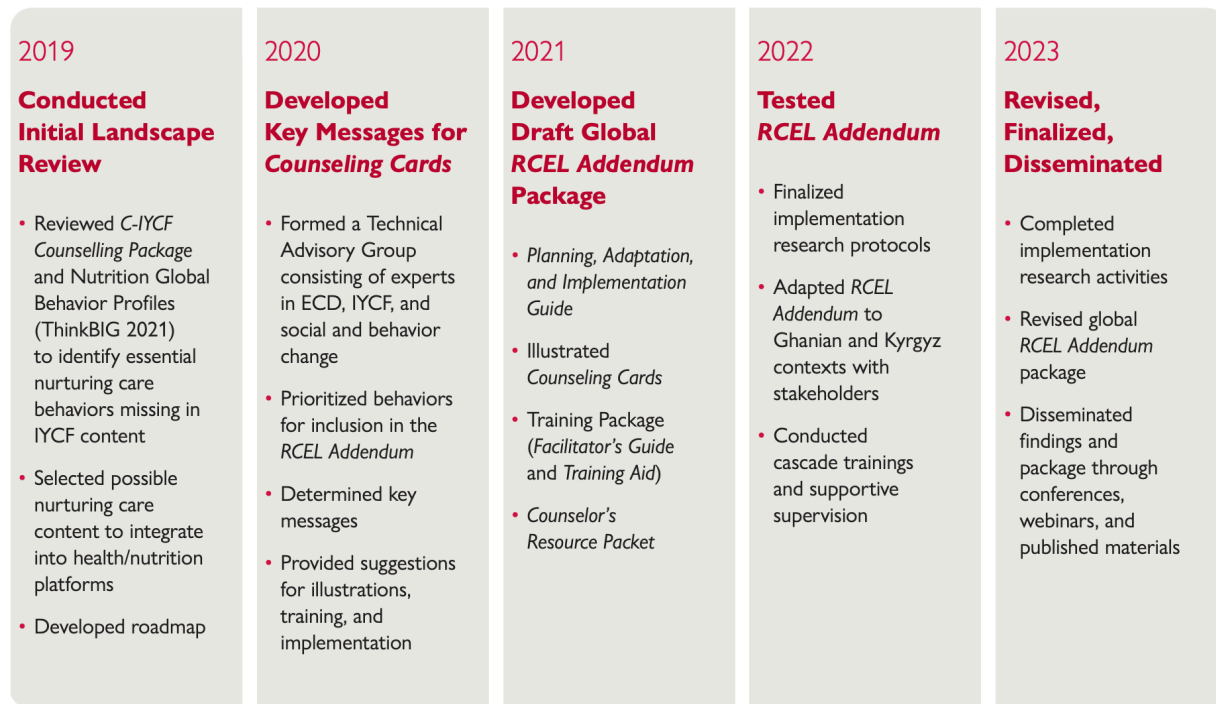 2019
Conducted
Initial Landscape
Review
• Reviewed C-IYCF
Counselling Package
and Nutrition Global
Behavior Profiles
(ThinkBIG 2021)
to identify essential
nurturing care
behaviors missing in
IYCF content
• Selected possible
nurturing care
content to integrate
into health/nutrition
platforms
• Developed roadmap
2020
Developed
Key Messages for
Counseling Cards
• Formed a Technical
Advisory Group
consisting of experts
in ECD, IYCF, and
social and behavior
change
• Prioritized behaviors
for inclusion in the
RCEL Addendum
• Determined key
messages
• Provided suggestions
for illustrations,
training, and
implementation
2021
Developed
Draft Global
RCEL Addendum
Package
• Planning, Adaptation,
and Implementation
Guide
• Illustrated
Counseling Cards
• Training Package
(Facilitator's Guide
and Training Aid)
• Counselor's
Resource Packet
2022
Tested
RCEL Addendum
• Finalized
implementation
research protocols
• Adapted RCEL
Addendum to
Ghanian and Kyrgyz
contexts with
stakeholders
• Conducted
cascade trainings
and supportive
supervision
2023
Revised,
Finalized,
Disseminated
• Completed
implementation
research activities
• Revised global
RCEL Addendum
package
• Disseminated
findings and
package through
conferences,
webinars, and
published materials